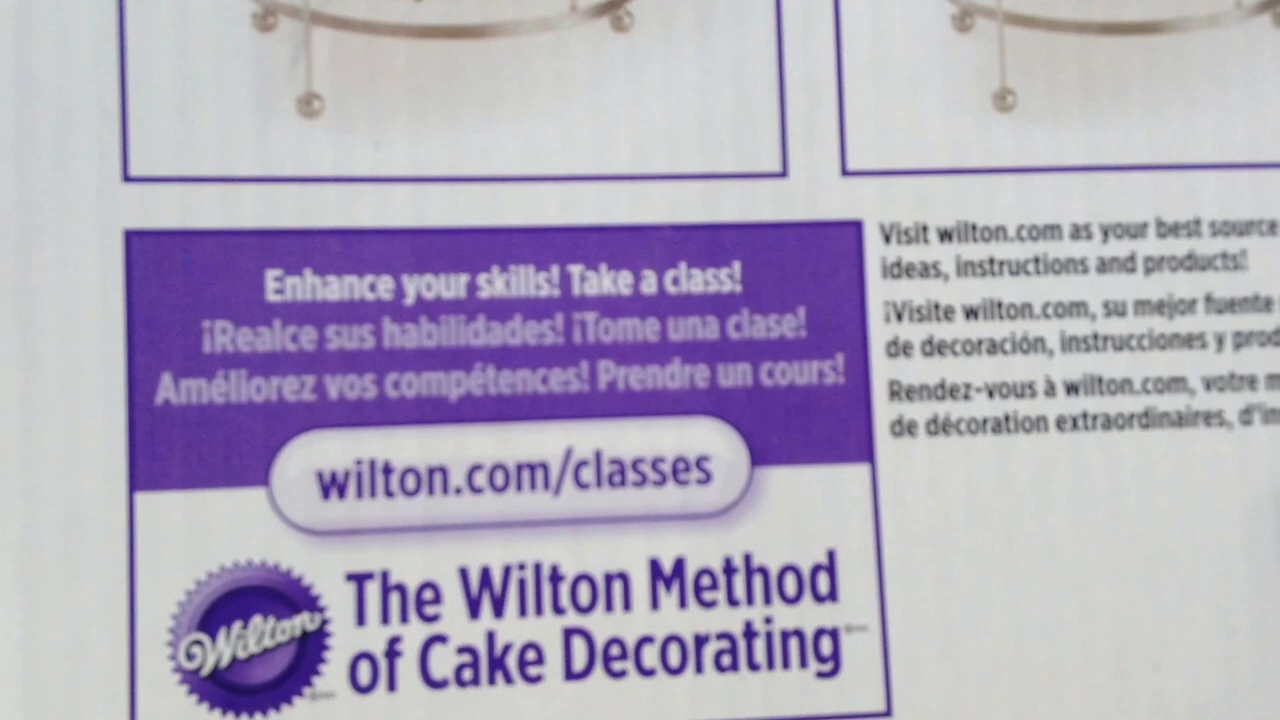 Enhance your skills! Take a class!
¡Realce sus habilidades! ¡Tome una clase!
Améliorez vos compétences! Prendre un cours!
wilton.com/classes
Wilton
The Wilton Method
of Cake Decorating
Visit wilton.com as your best source
ideas, instructions and products!
¡Visite wilton.com, su mejor fuente
de decoración, instrucciones y prod
Rendez-vous à wilton.com, votre m
de décoration extraordinaires, d'in